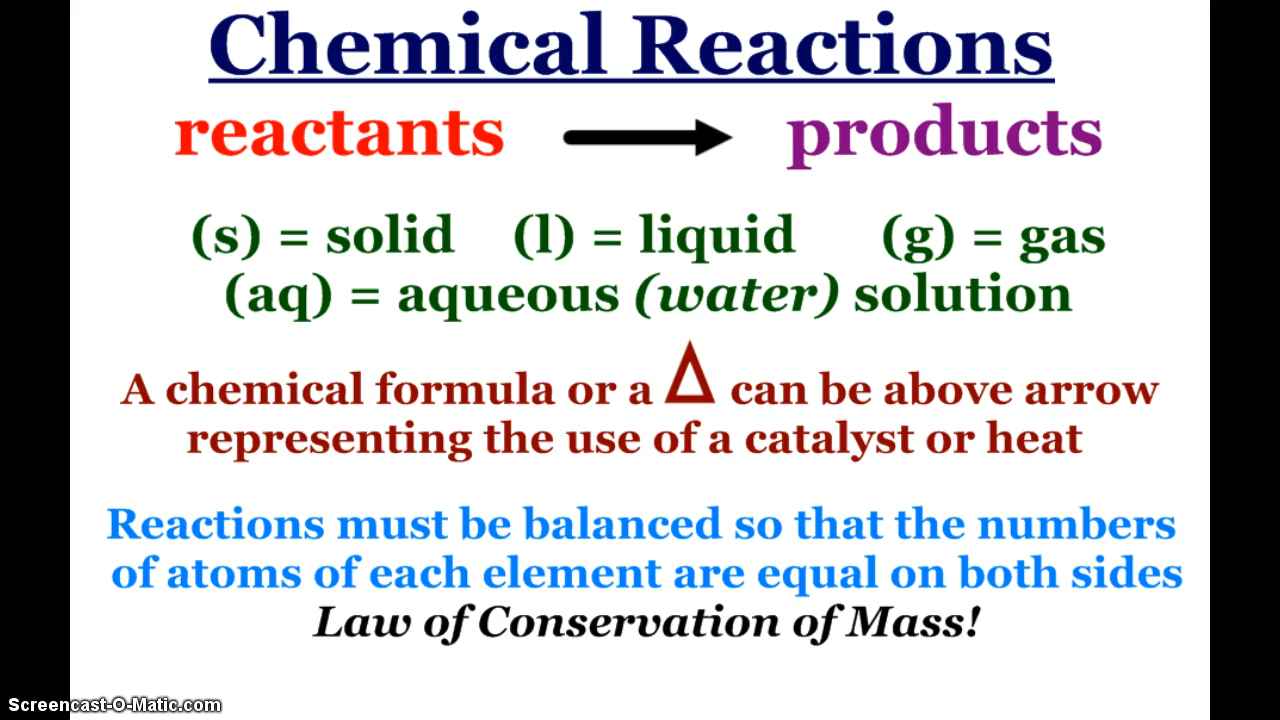 Chemical Reactions
reactants → products
(s) = solid (l) = liquid (g) = gas
(aq) = aqueous (water) solution
A chemical formula or a Δ can be above arrow
representing the use of a catalyst or heat
Reactions must be balanced so that the numbers
of atoms of each element are equal on both sides
Law of Conservation of Mass!
Screencast-O-Matic.com